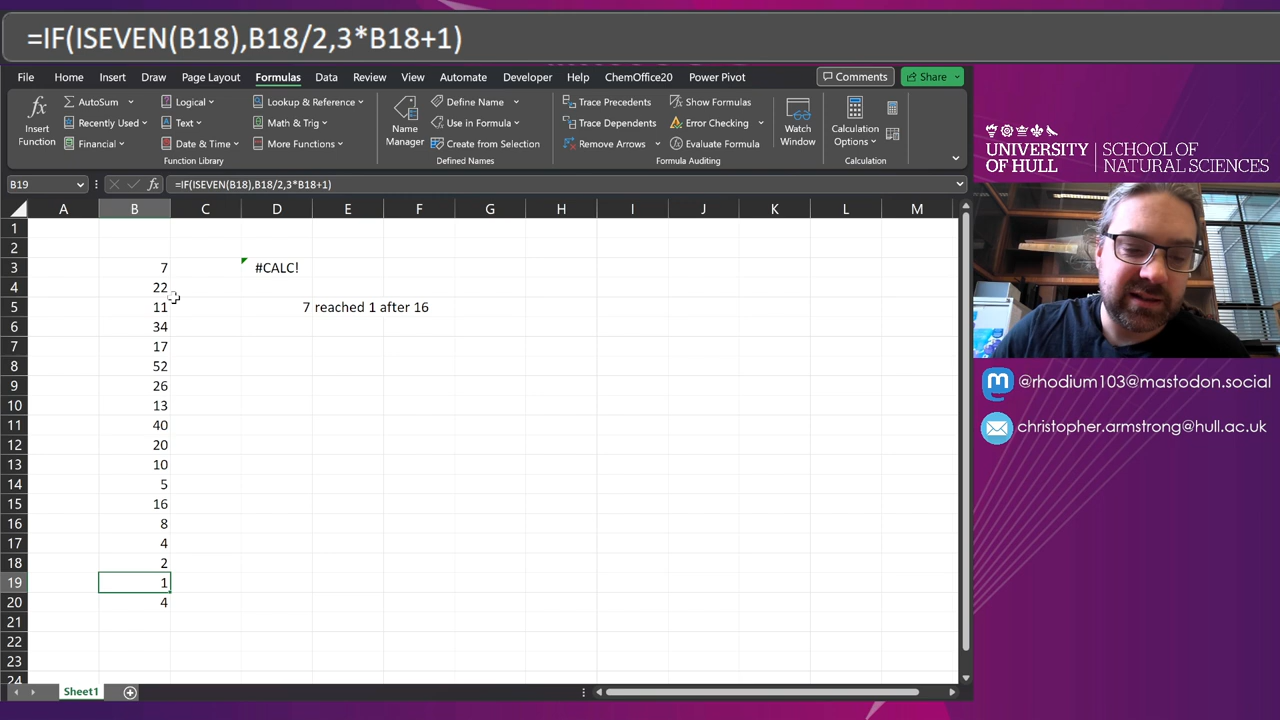 =IF(ISEVEN(B18),B18/2,3*B18+1)
File Home Insert Draw Page Layout Formulas Data Review View Automate Developer Help ChemOffice20 Power Pivot Comments Share
fx Insert Function
AutoSum
Recently Used
Financial
Logical
Text
Date & Time
Lookup & Reference
Math & Trig
More Functions
Function Library
Name Manager
Define Name
Use in Formula
Create from Selection
Defined Names
Trace Precedents
Trace Dependents
Remove Arrows
Show Formulas
Error Checking
Evaluate Formula
Formula Auditing
Watch Window
Calculation Options
Calculation
B19 fx =IF(ISEVEN(B18),B18/2,3*B18+1)
A B C D E F G H I J K L M
1
2
3 7 #CALC!
4 22
5 11 7 reached 1 after 16
6 34
7 17
8 52
9 26
10 13
11 40
12 20
13 10
14 5
15 16
16 8
17 4
18 2
19 1
20 4
21
22
23
24
Sheet1
UNIVERSITY OF HULL
SCHOOL OF NATURAL SCIENCES
@rhodium103@mastodon.social
christopher.armstrong@hull.ac.uk